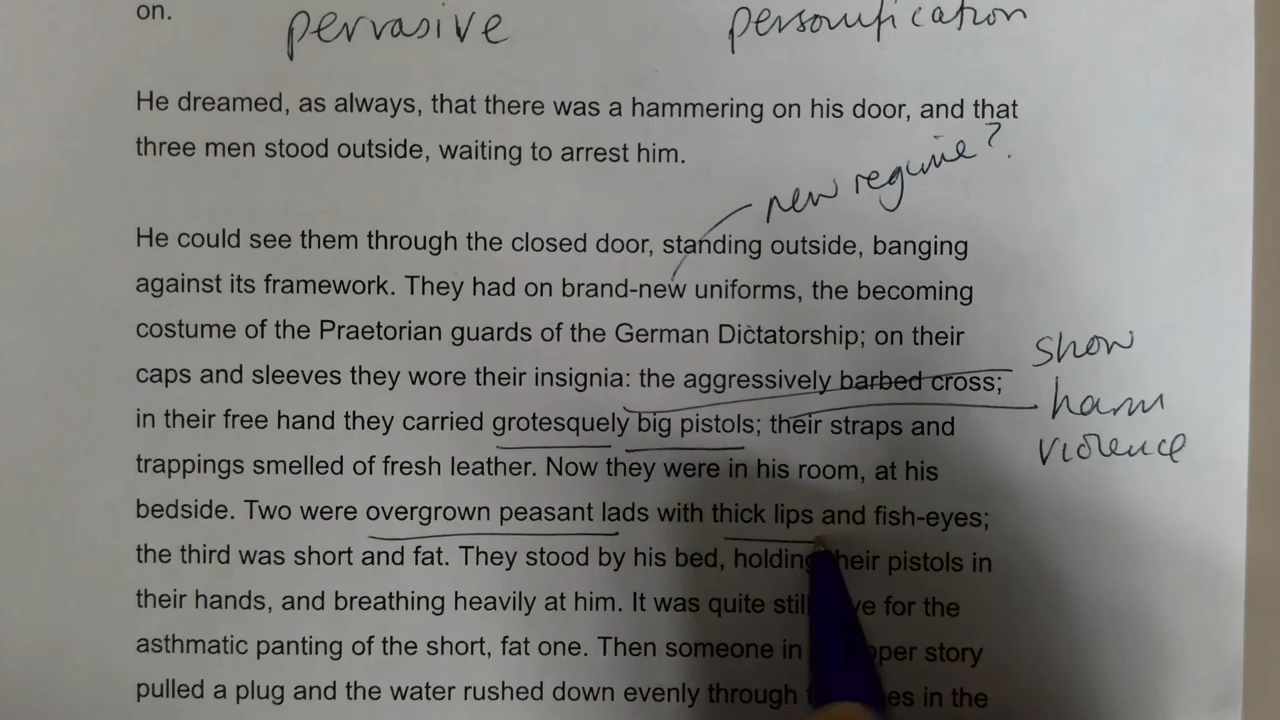 on.
pervasive
personification
He dreamed, as always, that there was a hammering on his door, and that
three men stood outside, waiting to arrest him.
new regime?
He could see them through the closed door, standing outside, banging
against its framework. They had on brand-new uniforms, the becoming
costume of the Praetorian guards of the German Dictatorship; on their
caps and sleeves they wore their insignia: the aggressively barbed cross;
in their free hand they carried grotesquely big pistols; their straps and
trappings smelled of fresh leather. Now they were in his room, at his
bedside. Two were overgrown peasant lads with thick lips and fish-eyes;
the third was short and fat. They stood by his bed, holding their pistols in
their hands, and breathing heavily at him. It was quite still for the
asthmatic panting of the short, fat one. Then someone in story
pulled a plug and the water rushed down evenly through in the
show
harm
violence